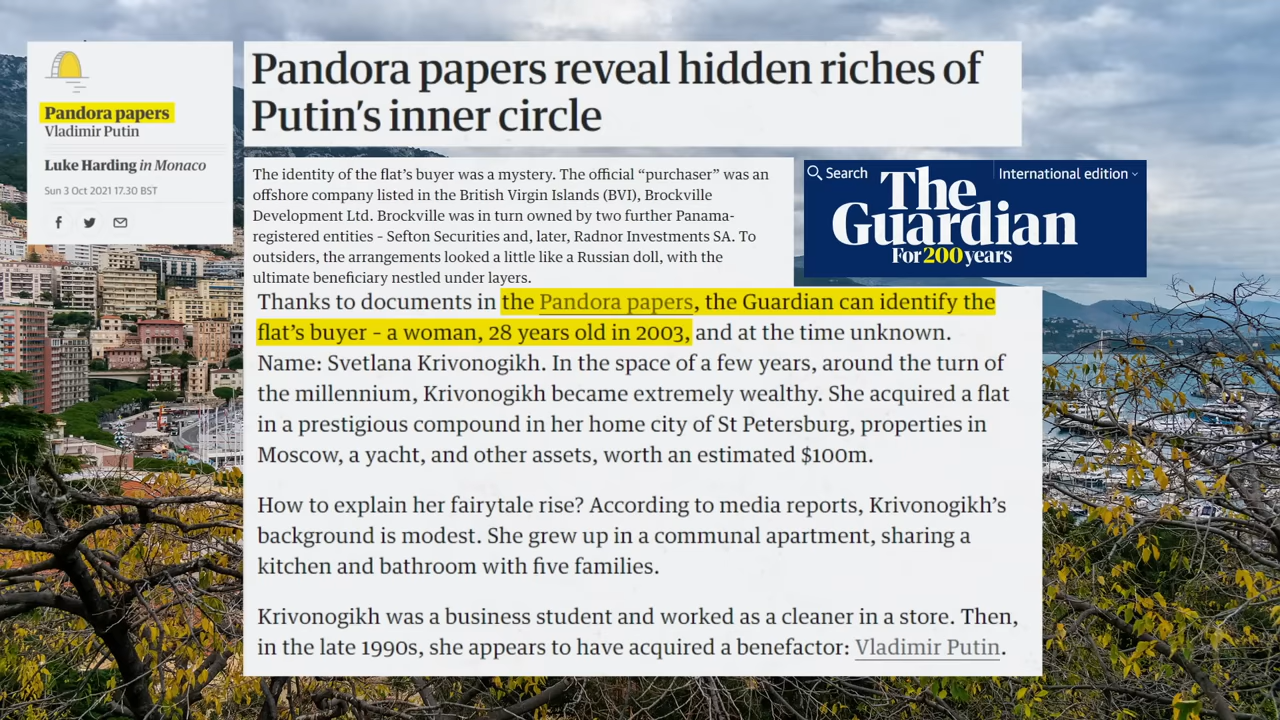 Pandora papers
Vladimir Putin
Luke Harding in Monaco
Sun 3 Oct 2021 17.30 BST
Pandora papers reveal hidden riches of
Putin's inner circle
Search
International edition
The
Guardian
For 200 years
The identity of the flat's buyer was a mystery. The official “purchaser” was an
offshore company listed in the British Virgin Islands (BVI), Brockville
Development Ltd. Brockville was in turn owned by two further Panama-
registered entities – Sefton Securities and, later, Radnor Investments SA. To
outsiders, the arrangements looked a little like a Russian doll, with the
ultimate beneficiary nestled under layers.
Thanks to documents in the Pandora papers, the Guardian can identify the
flat's buyer – a woman, 28 years old in 2003, and at the time unknown.
Name: Svetlana Krivonogikh. In the space of a few years, around the turn of
the millennium, Krivonogikh became extremely wealthy. She acquired a flat
in a prestigious compound in her home city of St Petersburg, properties in
Moscow, a yacht, and other assets, worth an estimated $100m.
How to explain her fairytale rise? According to media reports, Krivonogikh's
background is modest. She grew up in a communal apartment, sharing a
kitchen and bathroom with five families.
Krivonogikh was a business student and worked as a cleaner in a store. Then,
in the late 1990s, she appears to have acquired a benefactor: Vladimir Putin.